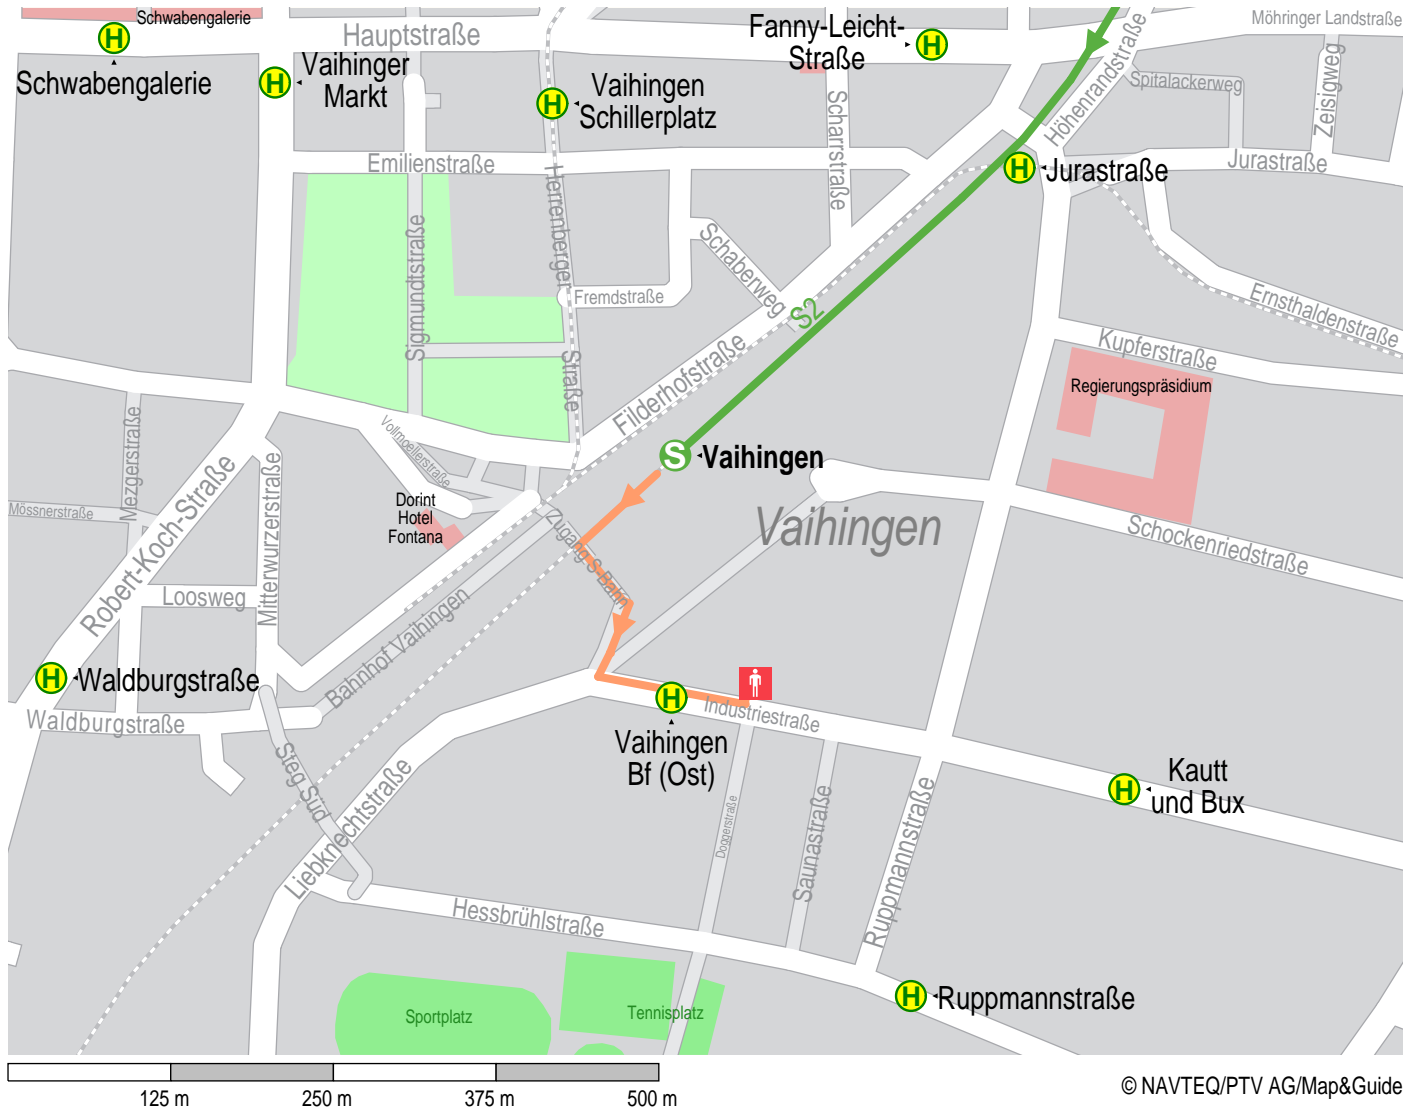 Schwabengalerie
H
Schwabengalerie
Hauptstraße
H
Vaihinger
Markt
H
Vaihingen
Schillerplatz
Fanny-Leicht-
Straße
H
Möhringer Landstraße
Höhenrandstraße
Spitalackerweg
Zeisigweg
Scharrstraße
Emilienstraße
Herrenberger
Straße
H
Jurastraße
Jurastraße
Sigmundtstraße
Schaberweg
Fremdstraße
S2
Ernsthaldenstraße
Kupferstraße
Filderhofstraße
Regierungspräsidium
Mezgerstraße
Vollmoellerstraße
S
Vaihingen
Mössnerstraße
Robert-Koch-Straße
Mitterwurzerstraße
Dorint
Hotel
Fontana
Zugang-S-Bahn
Vaihingen
Schockenriedstraße
Loosweg
Bahnhof Vaihingen
H
Waldburgstraße
Waldburgstraße
H
Industriestraße
Vaihingen
Bf (Ost)
Steg Süd
Liebknechtstraße
Doggerstraße
Saunastraße
Ruppmannstraße
H
Kautt
und Bux
Hessbrühlstraße
H
Ruppmannstraße
Sportplatz
Tennisplatz
125 m
250 m
375 m
500 m
© NAVTEQ/PTV AG/Map&Guide